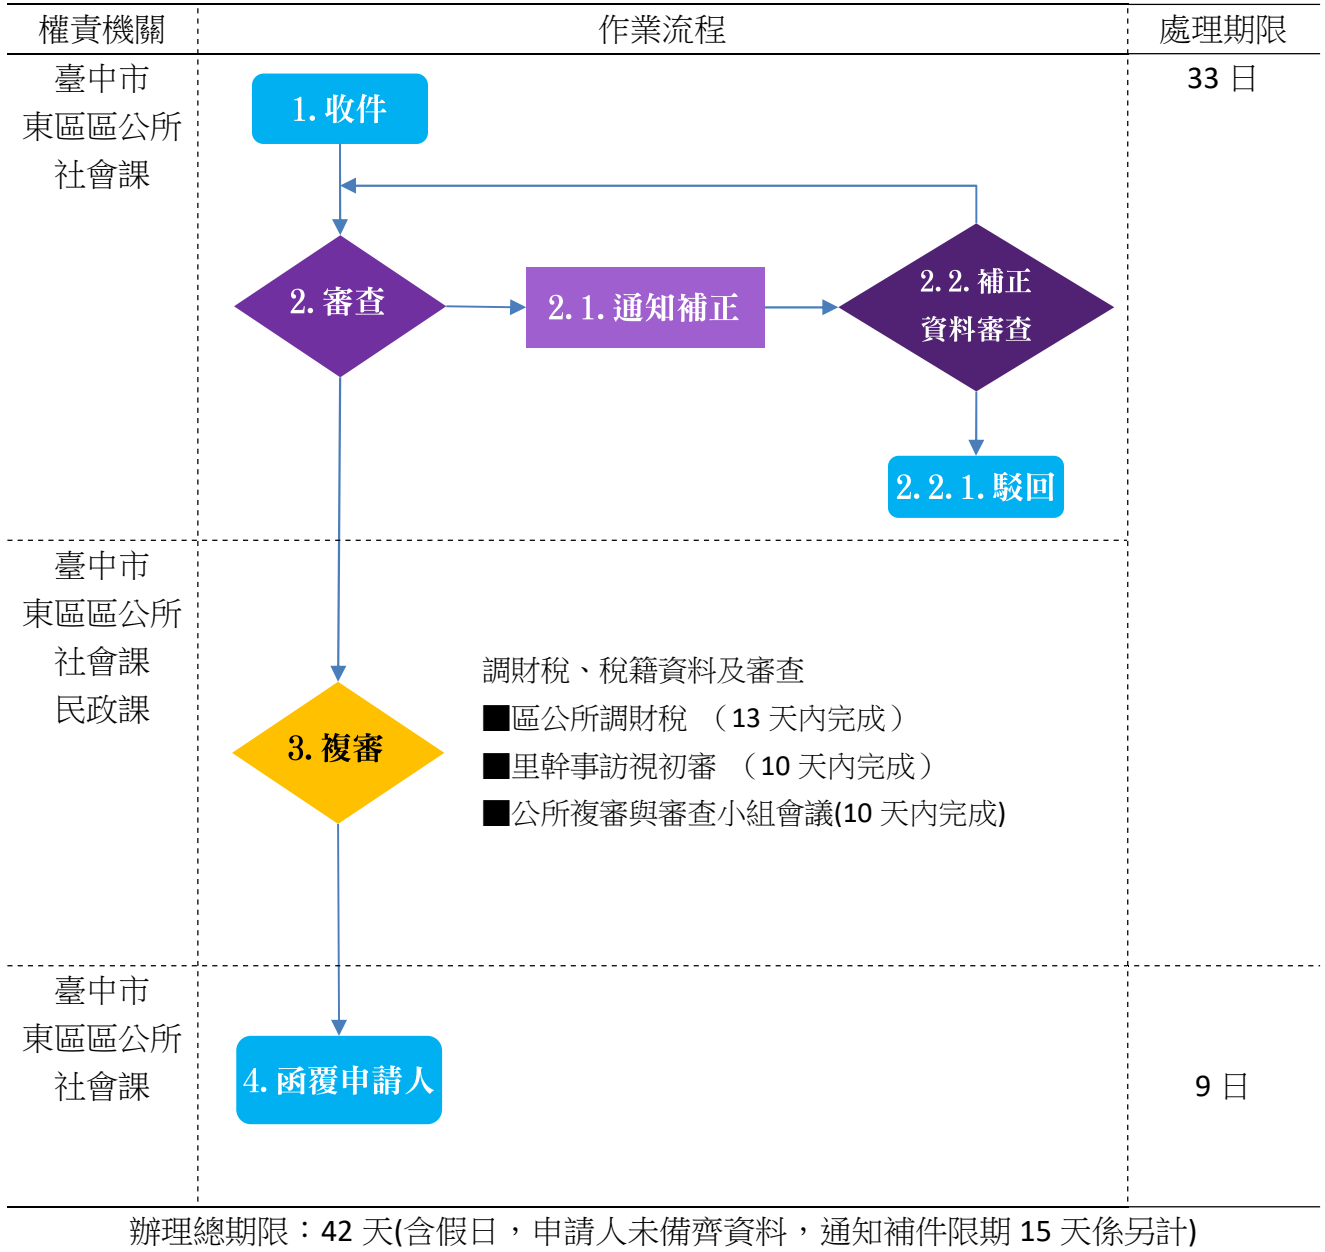 權責機關
作業流程
處理期限
臺中市
東區區公所
社會課
33 日
1.收件
2.審查
2.1.通知補正
2.2.補正
資料審查
2.2.1.駁回
臺中市
東區區公所
社會課
民政課
3.複審
調財稅、稅籍資料及審查
■區公所調財稅 （13 天內完成）
■里幹事訪視初審 （10 天內完成）
■公所複審與審查小組會議(10 天內完成)
臺中市
東區區公所
社會課
4.函覆申請人
9 日
辦理總期限：42 天(含假日，申請人未備齊資料，通知補件限期 15 天係另計)